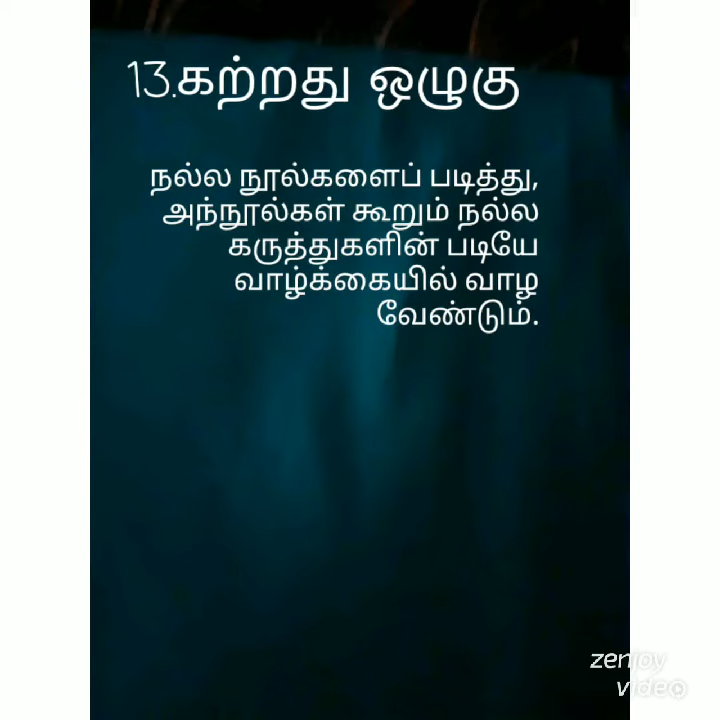 13.கற்றது ஒழுகு
நல்ல நூல்களைப் படித்து,
அந்நூல்கள் கூறும் நல்ல
கருத்துகளின் படியே
வாழ்க்கையில் வாழ
வேண்டும்.
zenjoy
video